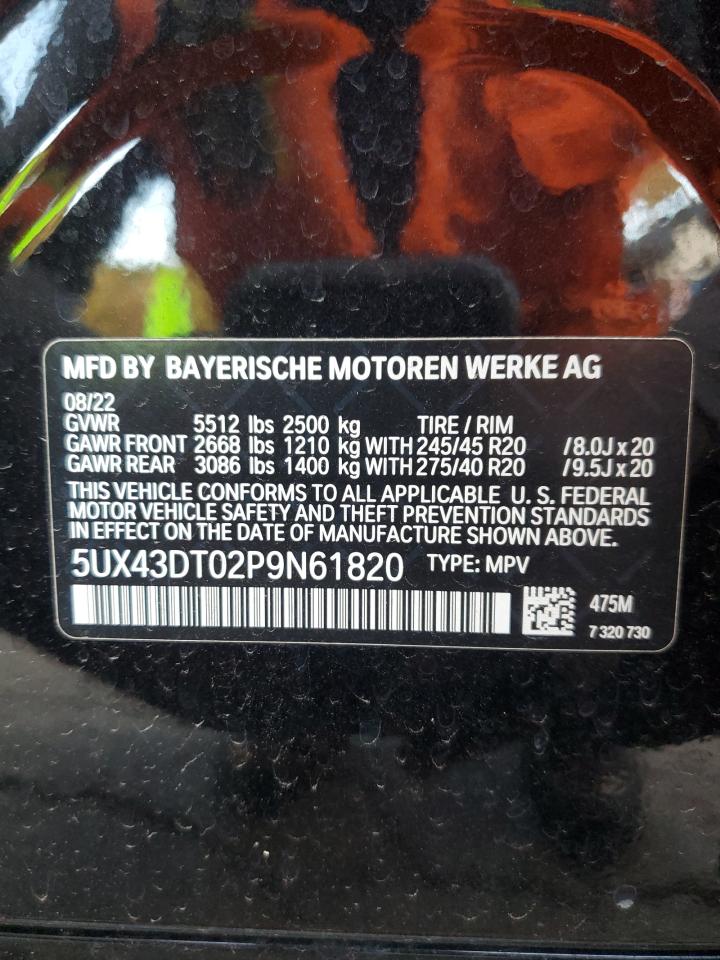 MFD BY BAYERISCHE MOTOREN WERKE AG
08/22
GVWR 5512 lbs 2500 kg TIRE / RIM
GAWR FRONT 2668 lbs 1210 kg WITH 245/45 R20 /8.0J x 20
GAWR REAR 3086 lbs 1400 kg WITH 275/40 R20 /9.5J x 20
THIS VEHICLE CONFORMS TO ALL APPLICABLE U. S. FEDERAL
MOTOR VEHICLE SAFETY AND THEFT PREVENTION STANDARDS
IN EFFECT ON THE DATE OF MANUFACTURE SHOWN ABOVE.
5UX43DT02P9N61820 TYPE: MPV
475M
7 320 730